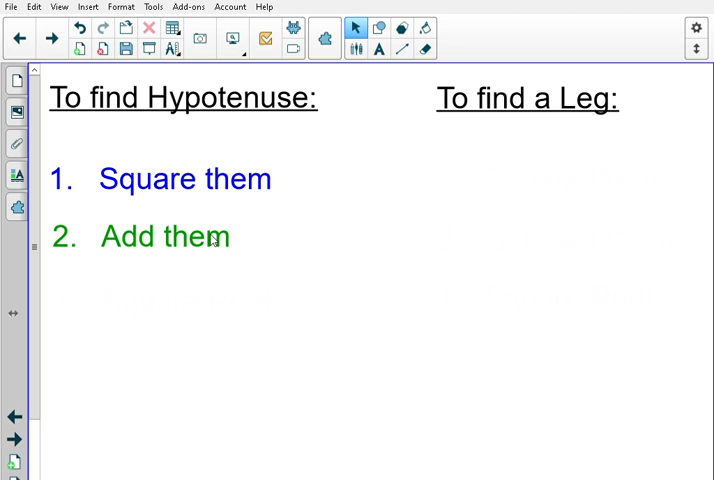 File Edit View Insert Format Tools Add-ons Account Help
To find Hypotenuse:
To find a Leg:
1. Square them
2. Add them